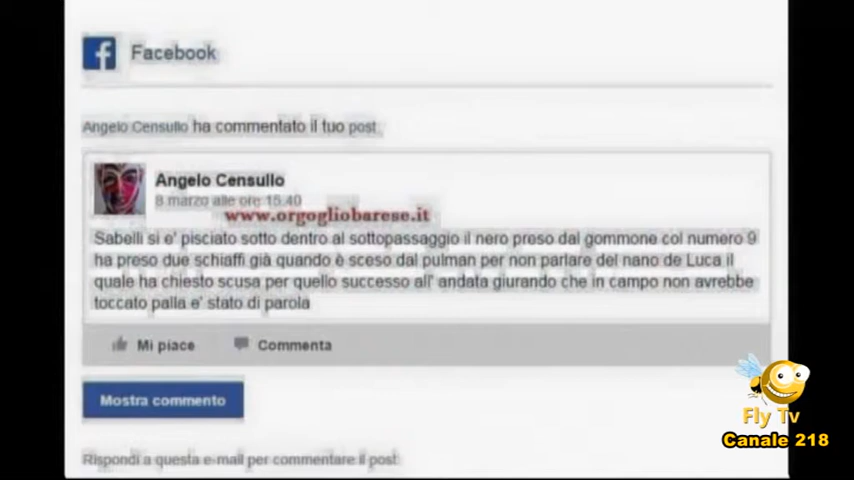 Facebook
Angelo Censullo ha commentato il tuo post.
Angelo Censullo
8 marzo alle ore 15.40
www.orgogliobarese.it
Sabelli si e' pisciato sotto dentro al sottopassaggio il nero preso dal gommone col numero 9
ha preso due schiaffi già quando è sceso dal pulman per non parlare del nano de Luca il
quale ha chiesto scusa per quello successo all' andata giurando che in campo non avrebbe
toccato palla e' stato di parola
Mi piace Commenta
Mostra commento
Rispondi a questa e-mail per commentare il post.
Fly Tv
Canale 218